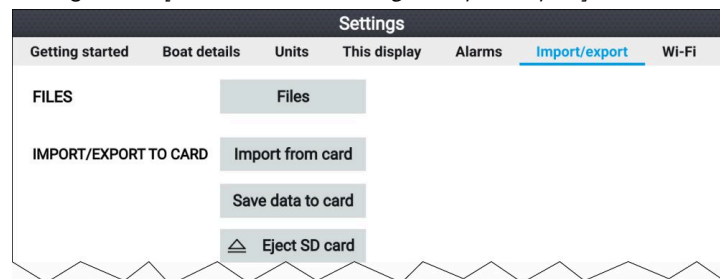 Settings
Getting started Boat details Units This display Alarms Import/export Wi-Fi
FILES Files
IMPORT/EXPORT TO CARD Import from card
Save data to card
Eject SD card